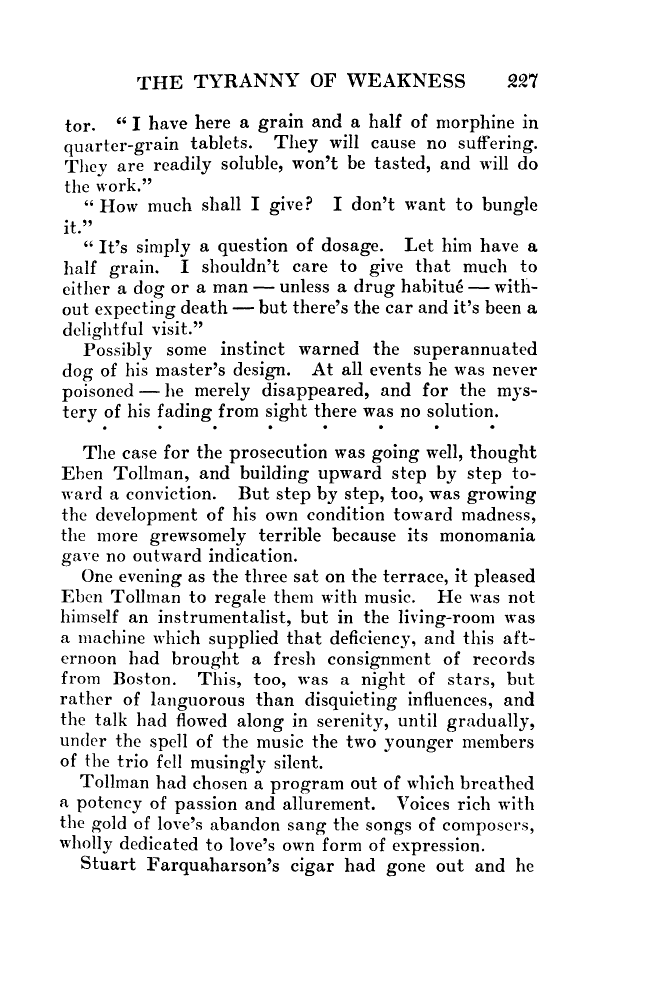 THE TYRANNY OF WEAKNESS 227
tor. “ I have here a grain and a half of morphine in
quarter-grain tablets. They will cause no suffering.
They are readily soluble, won’t be tasted, and will do
the work.”
“ How much shall I give? I don’t want to bungle
it.”
“ It’s simply a question of dosage. Let him have a
half grain. I shouldn’t care to give that much to
either a dog or a man — unless a drug habitué — with-
out expecting death — but there’s the car and it’s been a
delightful visit.”
Possibly some instinct warned the superannuated
dog of his master’s design. At all events he was never
poisoned — he merely disappeared, and for the mys-
tery of his fading from sight there was no solution.
. . . . . . . .
The case for the prosecution was going well, thought
Eben Tollman, and building upward step by step to-
ward a conviction. But step by step, too, was growing
the development of his own condition toward madness,
the more grewsomely terrible because its monomania
gave no outward indication.
One evening as the three sat on the terrace, it pleased
Eben Tollman to regale them with music. He was not
himself an instrumentalist, but in the living-room was
a machine which supplied that deficiency, and this aft-
ernoon had brought a fresh consignment of records
from Boston. This, too, was a night of stars, but
rather of languorous than disquieting influences, and
the talk had flowed along in serenity, until gradually,
under the spell of the music the two younger members
of the trio fell musingly silent.
Tollman had chosen a program out of which breathed
a potency of passion and allurement. Voices rich with
the gold of love’s abandon sang the songs of composers,
wholly dedicated to love’s own form of expression.
Stuart Farquaharson’s cigar had gone out and he